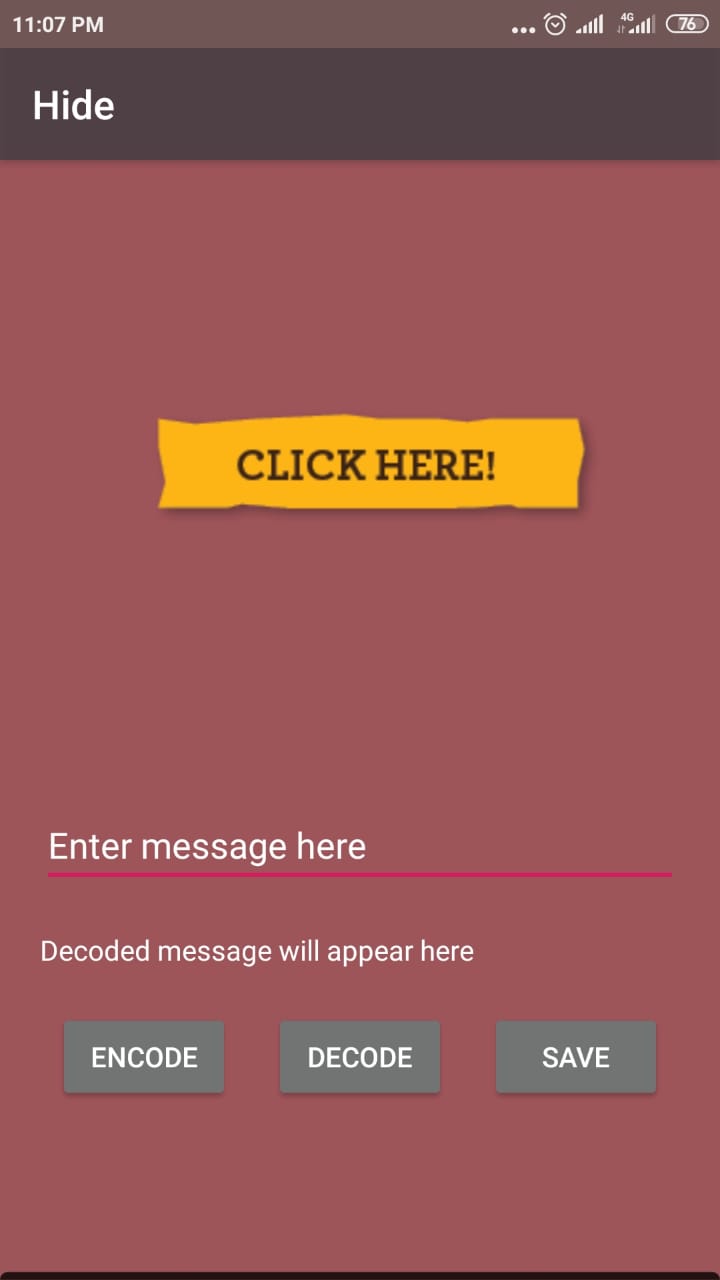 11:07 PM
4G
76
Hide
CLICK HERE!
Enter message here
Decoded message will appear here
ENCODE DECODE SAVE